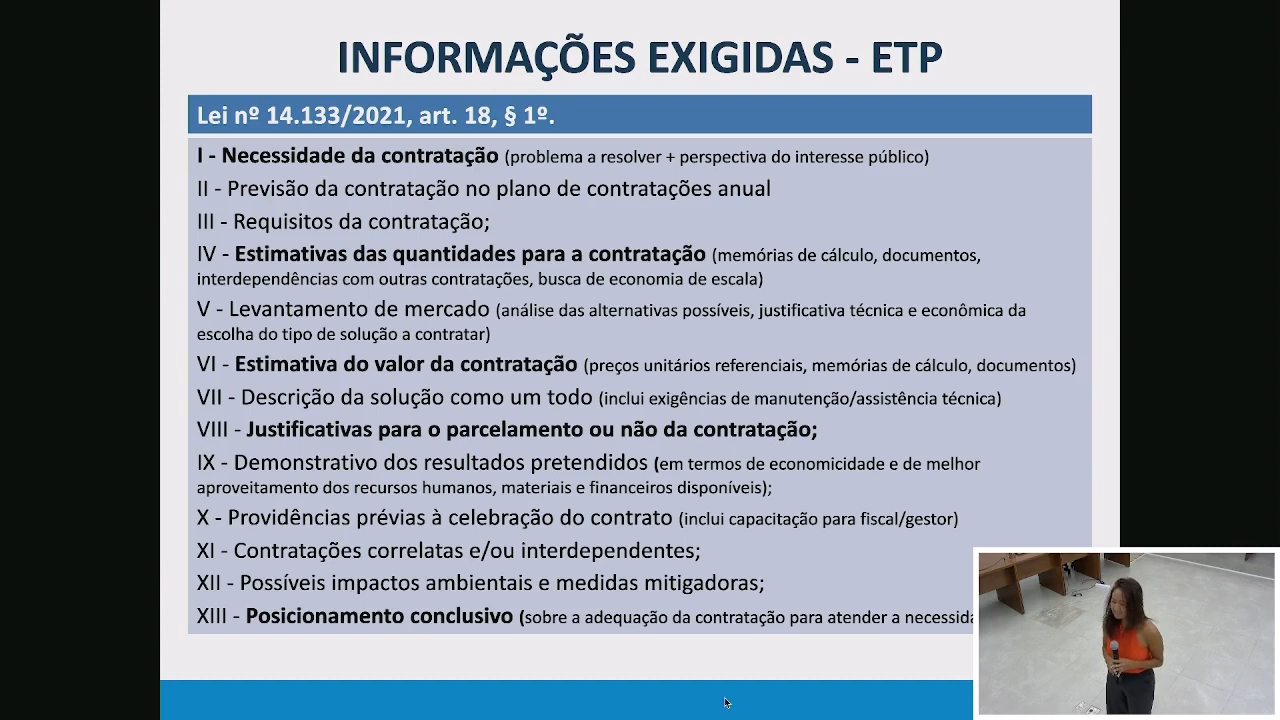 INFORMAÇÕES EXIGIDAS - ETP
Lei nº 14.133/2021, art. 18, § 1º.
I - Necessidade da contratação (problema a resolver + perspectiva do interesse público)
II - Previsão da contratação no plano de contratações anual
III - Requisitos da contratação;
IV - Estimativas das quantidades para a contratação (memórias de cálculo, documentos,
interdependências com outras contratações, busca de economia de escala)
V - Levantamento de mercado (análise das alternativas possíveis, justificativa técnica e econômica da
escolha do tipo de solução a contratar)
VI - Estimativa do valor da contratação (preços unitários referenciais, memórias de cálculo, documentos)
VII - Descrição da solução como um todo (inclui exigências de manutenção/assistência técnica)
VIII - Justificativas para o parcelamento ou não da contratação;
IX - Demonstrativo dos resultados pretendidos (em termos de economicidade e de melhor
aproveitamento dos recursos humanos, materiais e financeiros disponíveis);
X - Providências prévias à celebração do contrato (inclui capacitação para fiscal/gestor)
XI - Contratações correlatas e/ou interdependentes;
XII - Possíveis impactos ambientais e medidas mitigadoras;
XIII - Posicionamento conclusivo (sobre a adequação da contratação para atender a